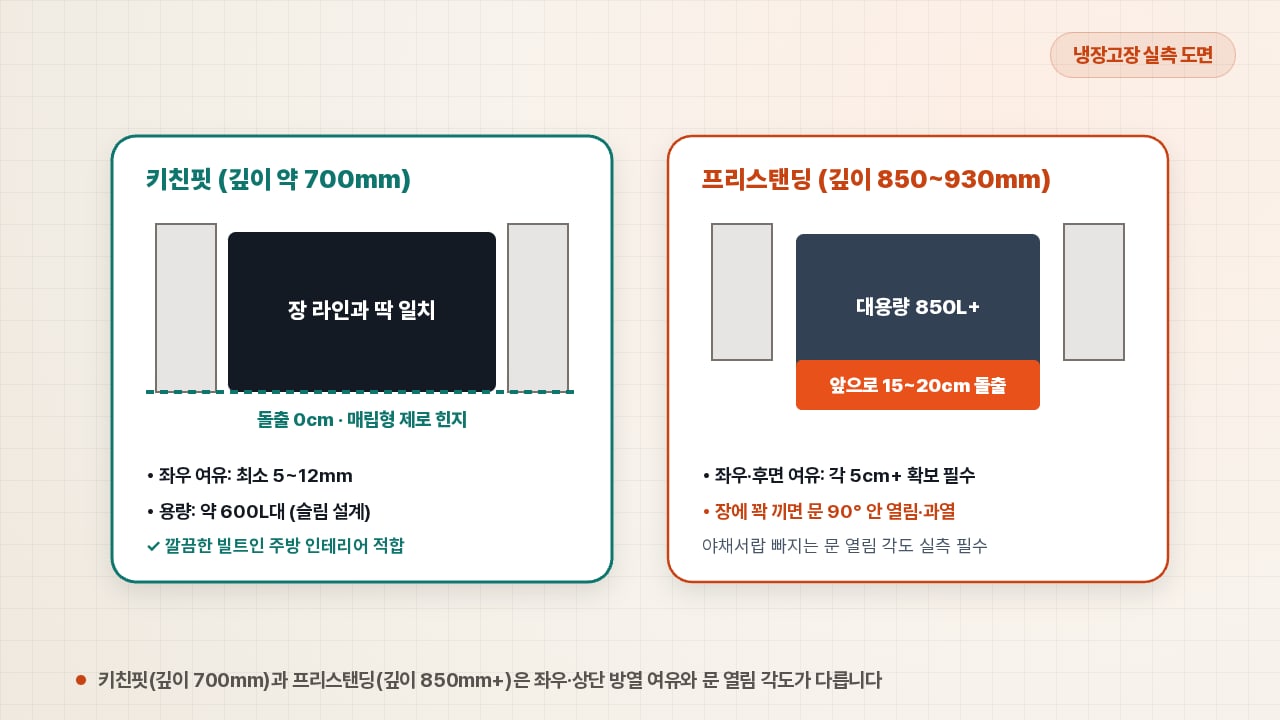 냉장고장 실측 도면
키친핏 (깊이 약 700mm)
장 라인과 딱 일치
돌출 0cm · 매립형 제로 힌지
• 좌우 여유: 최소 5~12mm
• 용량: 약 600L대 (슬림 설계)
✓ 깔끔한 빌트인 주방 인테리어 적합
프리스탠딩 (깊이 850~930mm)
대용량 850L+
앞으로 15~20cm 돌출
• 좌우·후면 여유: 각 5cm+ 확보 필수
• 장에 꽉 끼면 문 90° 안 열림·과열
야채서랍 빠지는 문 열림 각도 실측 필수
키친핏(깊이 700mm)과 프리스탠딩(깊이 850mm+)은 좌우·상단 방열 여유와 문 열림 각도가 다릅니다